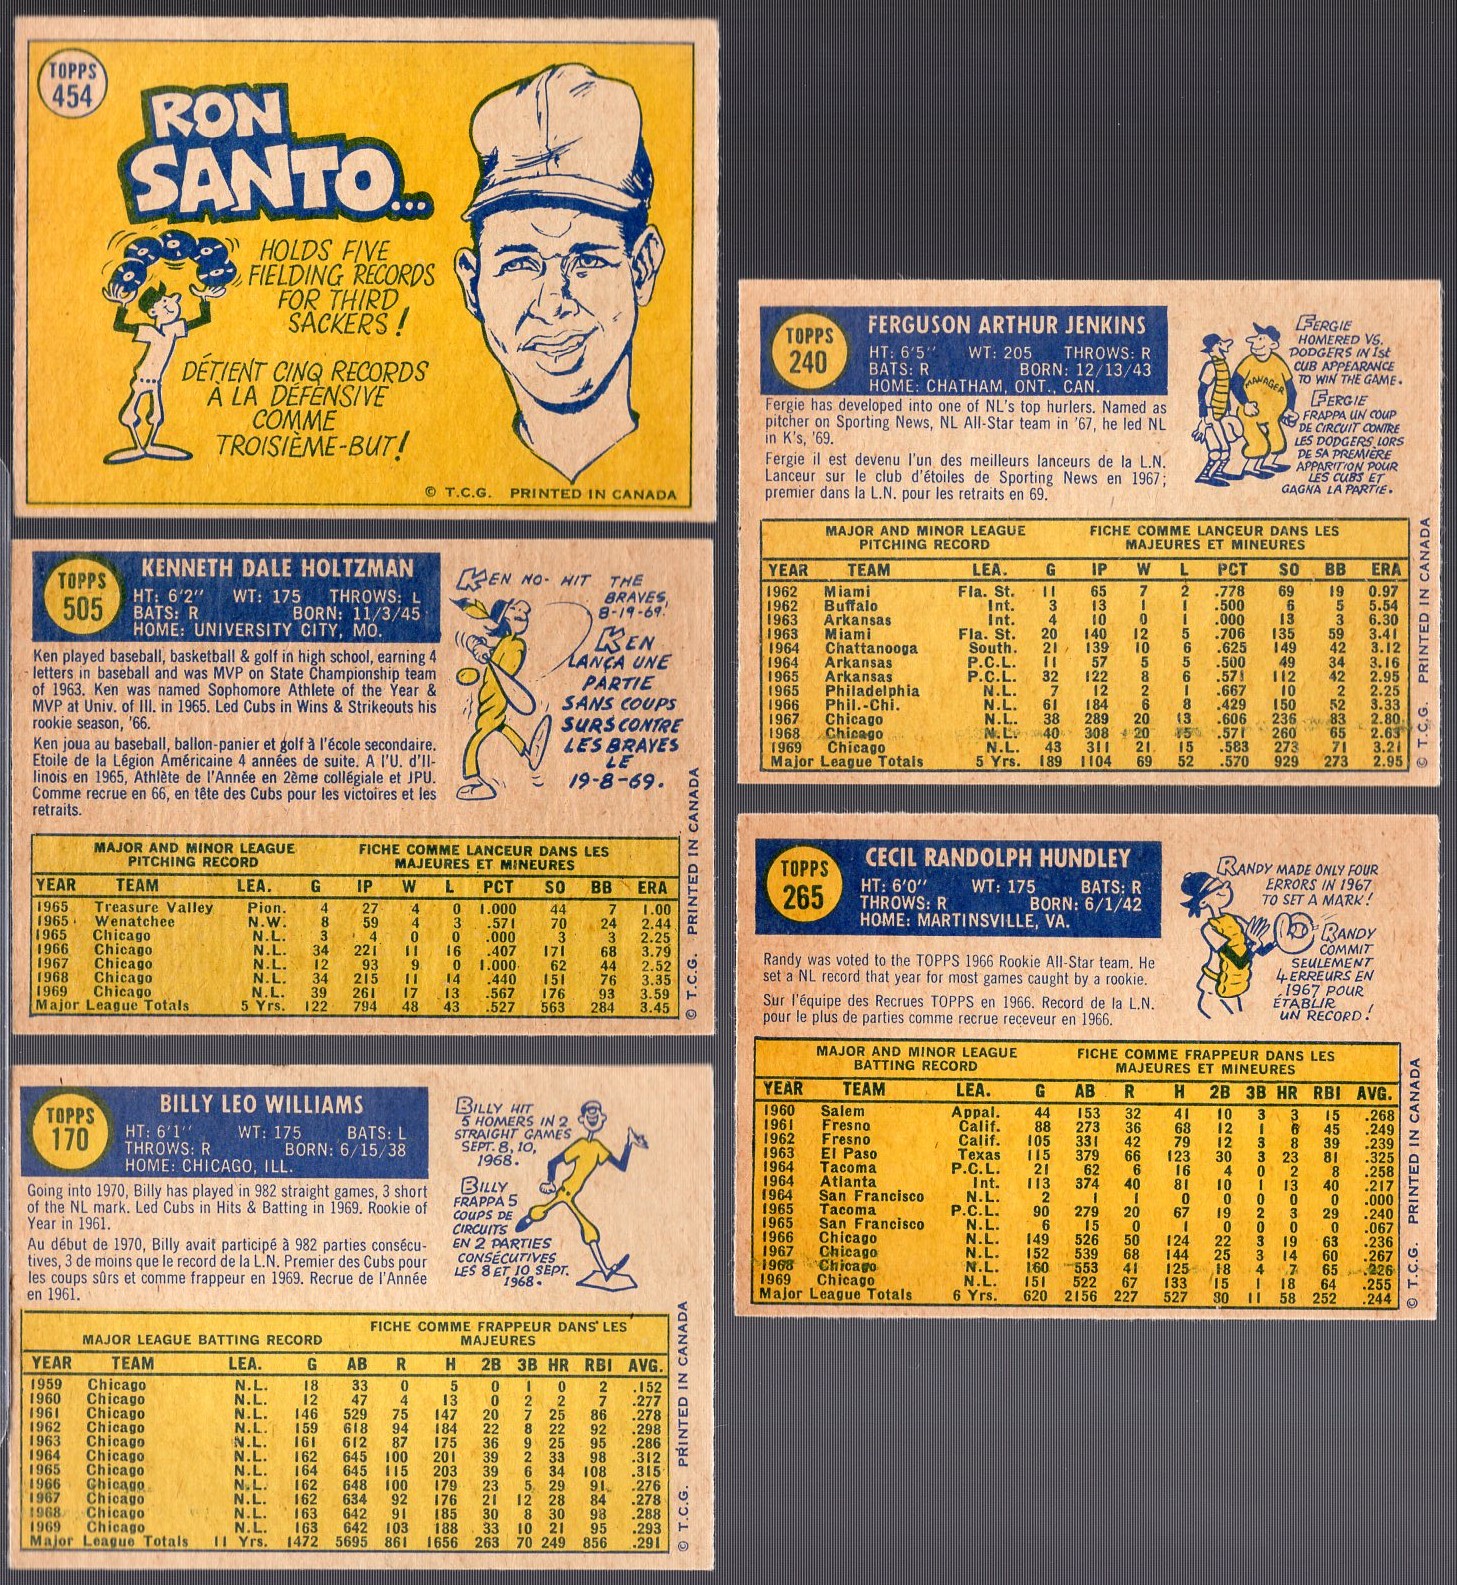 TOPPS
454
RON
SANTO...
HOLDS FIVE
FIELDING RECORDS
FOR THIRD
SACKERS!
DÉTIENT CINQ RECORDS
À LA DÉFENSIVE
COMME
TROISIÈME-BUT!
© T.C.G. PRINTED IN CANADA
TOPPS
505
KENNETH DALE HOLTZMAN
HT: 6'2" WT: 175 THROWS: L
BATS: R BORN: 11/3/45
HOME: UNIVERSITY CITY, MO.
Ken played baseball, basketball & golf in high school, earning 4
letters in baseball and was MVP on State Championship team
of 1963. Ken was named Sophomore Athlete of the Year &
MVP at Univ. of Ill. in 1965. Led Cubs in Wins & Strikeouts his
rookie season, '66.
Ken joua au baseball, ballon-panier et golf à l'école secondaire.
Etoile de la Légion Américaine 4 années de suite. A l'U. d'Il-
linois en 1965, Athlète de l'Année en 2ème collégiale et JPU.
Comme recrue en 66, en tête des Cubs pour les victoires et les
retraits.
KEN NO-HIT THE
BRAVES,
8-19-69!
KEN
LANÇA UNE
PARTIE
SANS COUPS
SURS CONTRE
LES BRAVES
LE
19-8-69.
MAJOR AND MINOR LEAGUE
PITCHING RECORD
FICHE COMME LANCEUR DANS LES
MAJEURES ET MINEURES
YEAR TEAM LEA. G IP W L PCT SO BB ERA
1965 Treasure Valley Pion. 4 27 4 0 1.000 44 7 1.00
1965 Wenatchee N.W. 8 59 4 3 .571 70 24 2.44
1965 Chicago N.L. 3 4 0 0 .000 3 3 2.25
1966 Chicago N.L. 34 221 11 16 .407 171 68 3.79
1967 Chicago N.L. 12 93 9 0 1.000 62 44 2.52
1968 Chicago N.L. 34 215 11 14 .440 151 76 3.35
1969 Chicago N.L. 39 261 17 13 .567 176 93 3.59
Major League Totals 5 Yrs. 122 794 48 43 .527 563 284 3.45
© T.C.G. PRINTED IN CANADA
TOPPS
170
BILLY LEO WILLIAMS
HT: 6'1" WT: 175 BATS: L
THROWS: R BORN: 6/15/38
HOME: CHICAGO, ILL.
Going into 1970, Billy has played in 982 straight games, 3 short
of the NL mark. Led Cubs in Hits & Batting in 1969. Rookie of
Year in 1961.
Au début de 1970, Billy avait participé à 982 parties consécu-
tives, 3 de moins que le record de la L.N. Premier des Cubs pour
les coups sûrs et comme frappeur en 1969. Recrue de l'Année
en 1961.
BILLY HIT
5 HOMERS IN 2
STRAIGHT GAMES
SEPT. 8, 10,
1968.
BILLY
FRAPPA 5
COUPS DE
CIRCUITS
EN 2 PARTIES
CONSÉCUTIVES
LES 8 ET 10 SEPT.
1968.
MAJOR LEAGUE BATTING RECORD
FICHE COMME FRAPPEUR DANS LES
MAJEURES
YEAR TEAM LEA. G AB R H 2B 3B HR RBI AVG.
1959 Chicago N.L. 18 33 0 5 0 1 0 2 .152
1960 Chicago N.L. 12 47 4 13 0 2 2 7 .277
1961 Chicago N.L. 146 529 75 147 20 7 25 86 .278
1962 Chicago N.L. 159 618 94 184 22 8 22 92 .298
1963 Chicago N.L. 161 612 87 175 36 9 25 95 .286
1964 Chicago N.L. 162 645 100 201 39 2 33 98 .312
1965 Chicago N.L. 164 645 115 203 39 6 34 108 .315
1966 Chicago N.L. 162 648 100 179 23 5 29 91 .276
1967 Chicago N.L. 162 634 92 176 21 12 28 84 .278
1968 Chicago N.L. 163 642 91 185 30 8 30 98 .288
1969 Chicago N.L. 163 642 103 188 33 10 21 95 .293
Major League Totals 11 Yrs. 1472 5695 861 1656 263 70 249 856 .291
© T.C.G. PRINTED IN CANADA
TOPPS
240
FERGUSON ARTHUR JENKINS
HT: 6'5" WT: 205 THROWS: R
BATS: R BORN: 12/13/43
HOME: CHATHAM, ONT., CAN.
Fergie has developed into one of NL's top hurlers. Named as
pitcher on Sporting News, NL All-Star team in '67, he led NL
in K's, '69.
Fergie il est devenu l'un des meilleurs lanceurs de la L.N.
Lanceur sur le club d'étoiles de Sporting News en 1967;
premier dans la L.N. pour les retraits en 69.
MANAGER
FERGIE
HOMERED VS.
DODGERS IN 1st
CUB APPEARANCE
TO WIN THE GAME.
FERGIE
FRAPPA UN COUP
DE CIRCUIT CONTRE
LES DODGERS LORS
DE SA PREMIÈRE
APPARITION POUR
LES CUBS ET
GAGNA LA PARTIE.
MAJOR AND MINOR LEAGUE
PITCHING RECORD
FICHE COMME LANCEUR DANS LES
MAJEURES ET MINEURES
YEAR TEAM LEA. G IP W L PCT SO BB ERA
1962 Miami Fla. St. 11 65 7 2 .778 69 19 0.97
1962 Buffalo Int. 3 13 1 1 .500 6 5 5.54
1963 Arkansas Int. 4 10 0 1 .000 13 3 6.30
1963 Miami Fla. St. 20 140 12 5 .706 135 59 3.41
1964 Chattanooga South. 21 139 10 6 .625 149 42 3.12
1964 Arkansas P.C.L. 11 57 5 5 .500 49 34 3.16
1965 Arkansas P.C.L. 32 122 8 6 .571 112 42 2.95
1965 Philadelphia N.L. 7 12 2 1 .667 10 2 2.25
1966 Phil.-Chi. N.L. 61 184 6 8 .429 150 52 3.33
1967 Chicago N.L. 38 289 20 13 .606 236 83 2.80
1968 Chicago N.L. 40 308 20 15 .571 260 65 2.63
1969 Chicago N.L. 43 311 21 15 .583 273 71 3.21
Major League Totals 5 Yrs. 189 1104 69 52 .570 929 273 2.95
© T.C.G. PRINTED IN CANADA
TOPPS
265
CECIL RANDOLPH HUNDLEY
HT: 6'0" WT: 175 BATS: R
THROWS: R BORN: 6/1/42
HOME: MARTINSVILLE, VA.
Randy was voted to the TOPPS 1966 Rookie All-Star team. He
set a NL record that year for most games caught by a rookie.
Sur l'équipe des Recrues TOPPS en 1966. Record de la L.N.
pour le plus de parties comme recrue receveur en 1966.
RANDY MADE ONLY FOUR
ERRORS IN 1967
TO SET A MARK!
RANDY
COMMIT
SEULEMENT
4 ERREURS EN
1967 POUR
ÉTABLIR
UN RECORD!
MAJOR AND MINOR LEAGUE
BATTING RECORD
FICHE COMME FRAPPEUR DANS LES
MAJEURES ET MINEURES
YEAR TEAM LEA. G AB R H 2B 3B HR RBI AVG.
1960 Salem Appal. 44 153 32 41 10 3 3 15 .268
1961 Fresno Calif. 88 273 36 68 12 1 6 45 .249
1962 Fresno Calif. 105 331 42 79 12 3 8 39 .239
1963 El Paso Texas 115 379 66 123 30 3 23 81 .325
1964 Tacoma P.C.L. 21 62 6 16 4 0 2 8 .258
1964 Atlanta Int. 113 374 40 81 10 1 13 40 .217
1964 San Francisco N.L. 2 1 1 0 0 0 0 0 .000
1965 Tacoma P.C.L. 90 279 20 67 19 2 3 29 .240
1965 San Francisco N.L. 6 15 0 1 0 0 0 0 .067
1966 Chicago N.L. 149 526 50 124 22 3 19 63 .236
1967 Chicago N.L. 152 539 68 144 25 3 14 60 .267
1968 Chicago N.L. 160 553 41 125 18 4 7 65 .226
1969 Chicago N.L. 151 522 67 133 15 1 18 64 .255
Major League Totals 6 Yrs. 620 2156 227 527 80 11 58 252 .244
© T.C.G. PRINTED IN CANADA